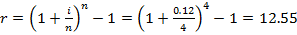 r = (1 + i/n)^n − 1 = (1 + 0.12/4)^4 − 1 = 12.55